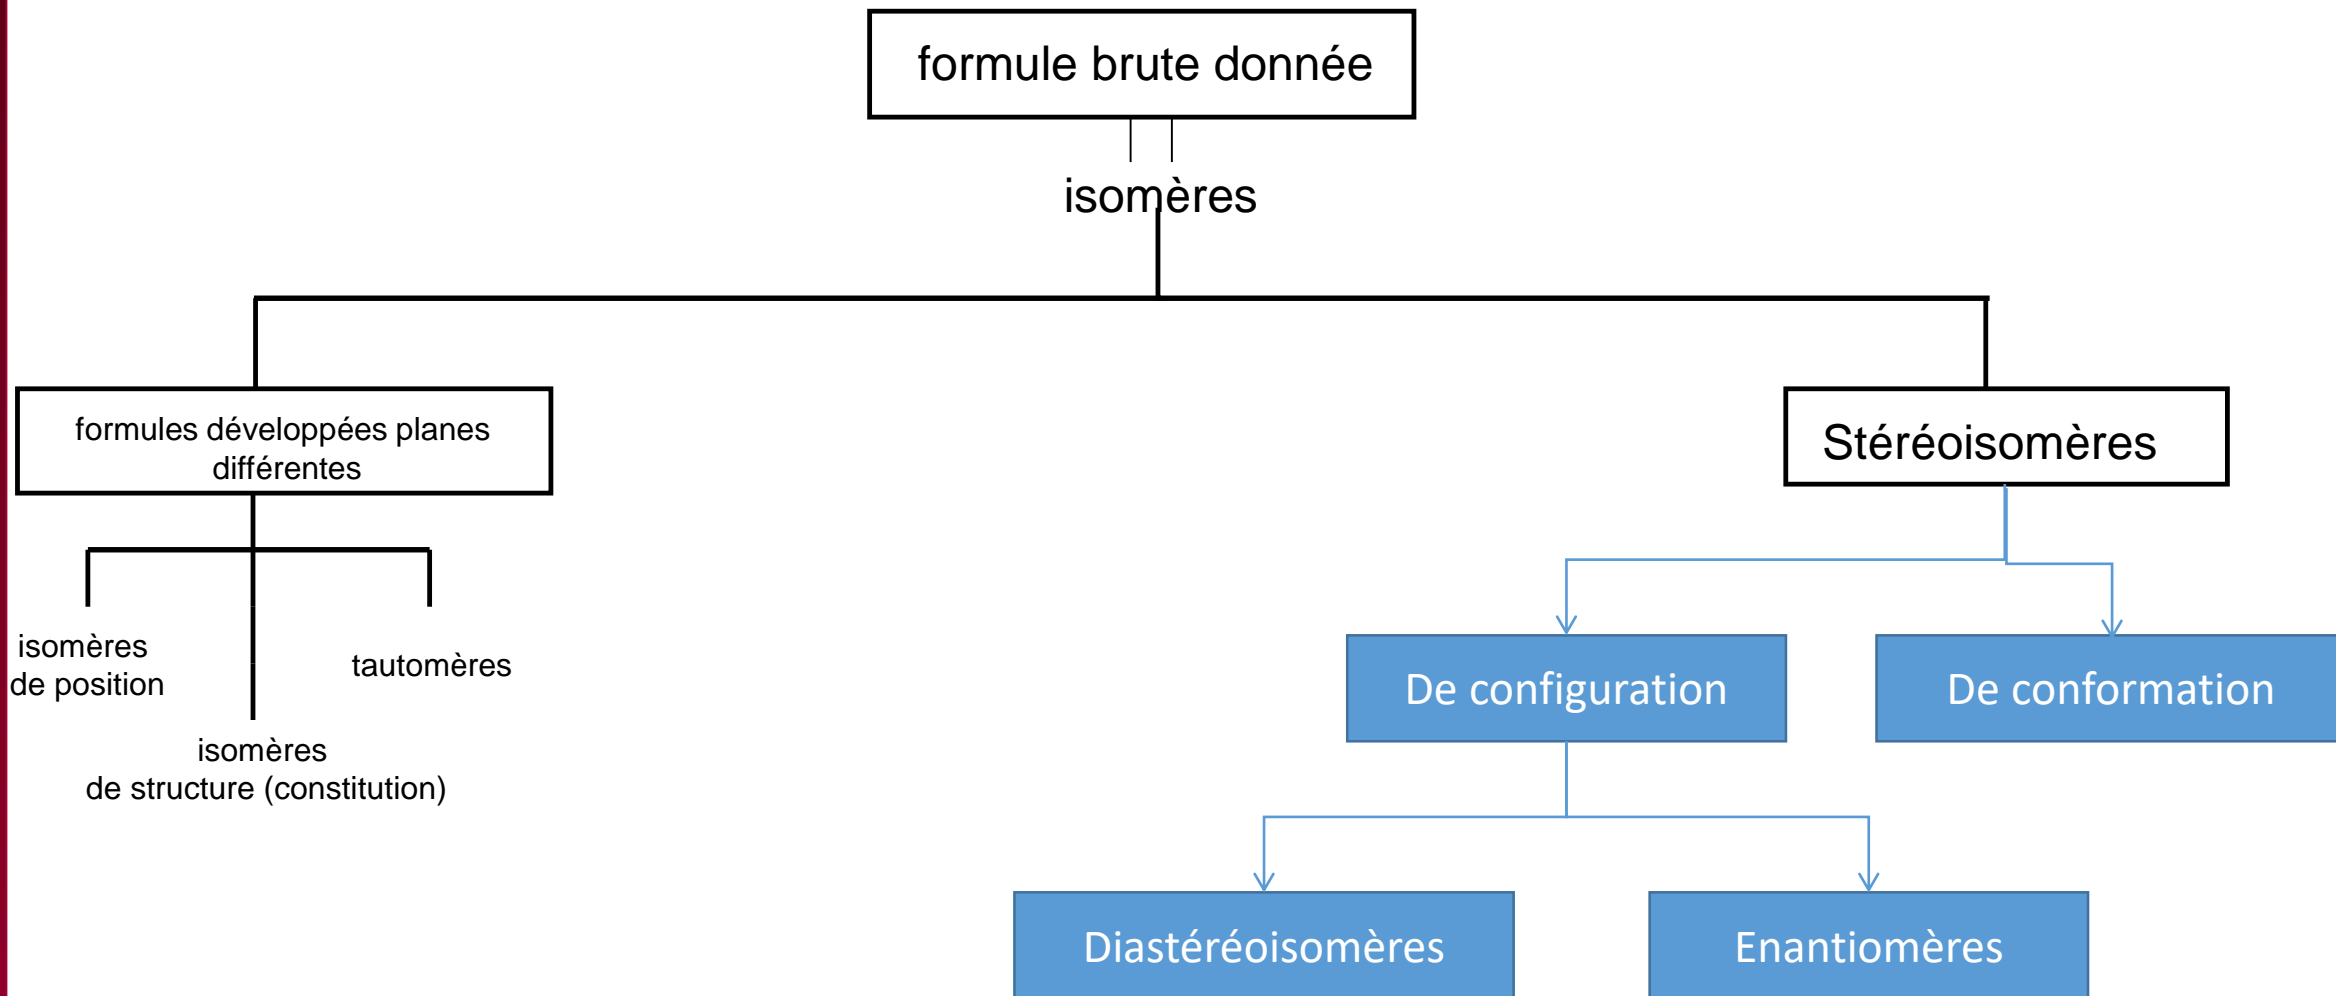 formule brute donnée
isomères
formules développées planes
différentes
Stéréoisomères
isomères
de position
tautomères
isomères
de structure (constitution)
De configuration
De conformation
Diastéréoisomères
Enantiomères